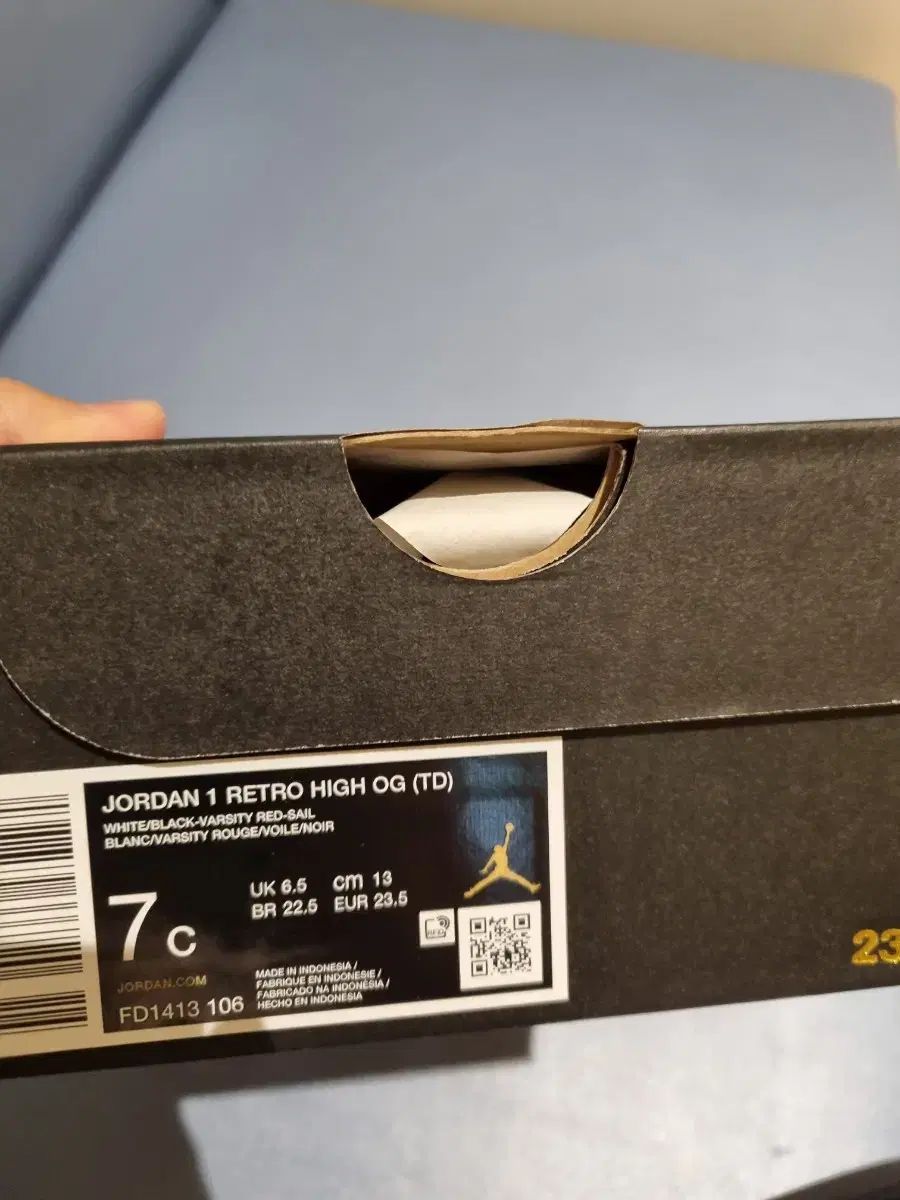 JORDAN 1 RETRO HIGH OG (TD)
WHITE/BLACK-VARSITY RED-SAIL
BLANC/VARSITY ROUGE/VOILE/NOIR
7C
UK 6.5 cm 13
BR 22,5 EUR 23,5
JORDAN.COM
FD1413 106
MADE IN INDONESIA /
FABRIQUE EN INDONESIE /
FABRICADO NA INDONÉSIA /
HECHO EN INDONESIA
23